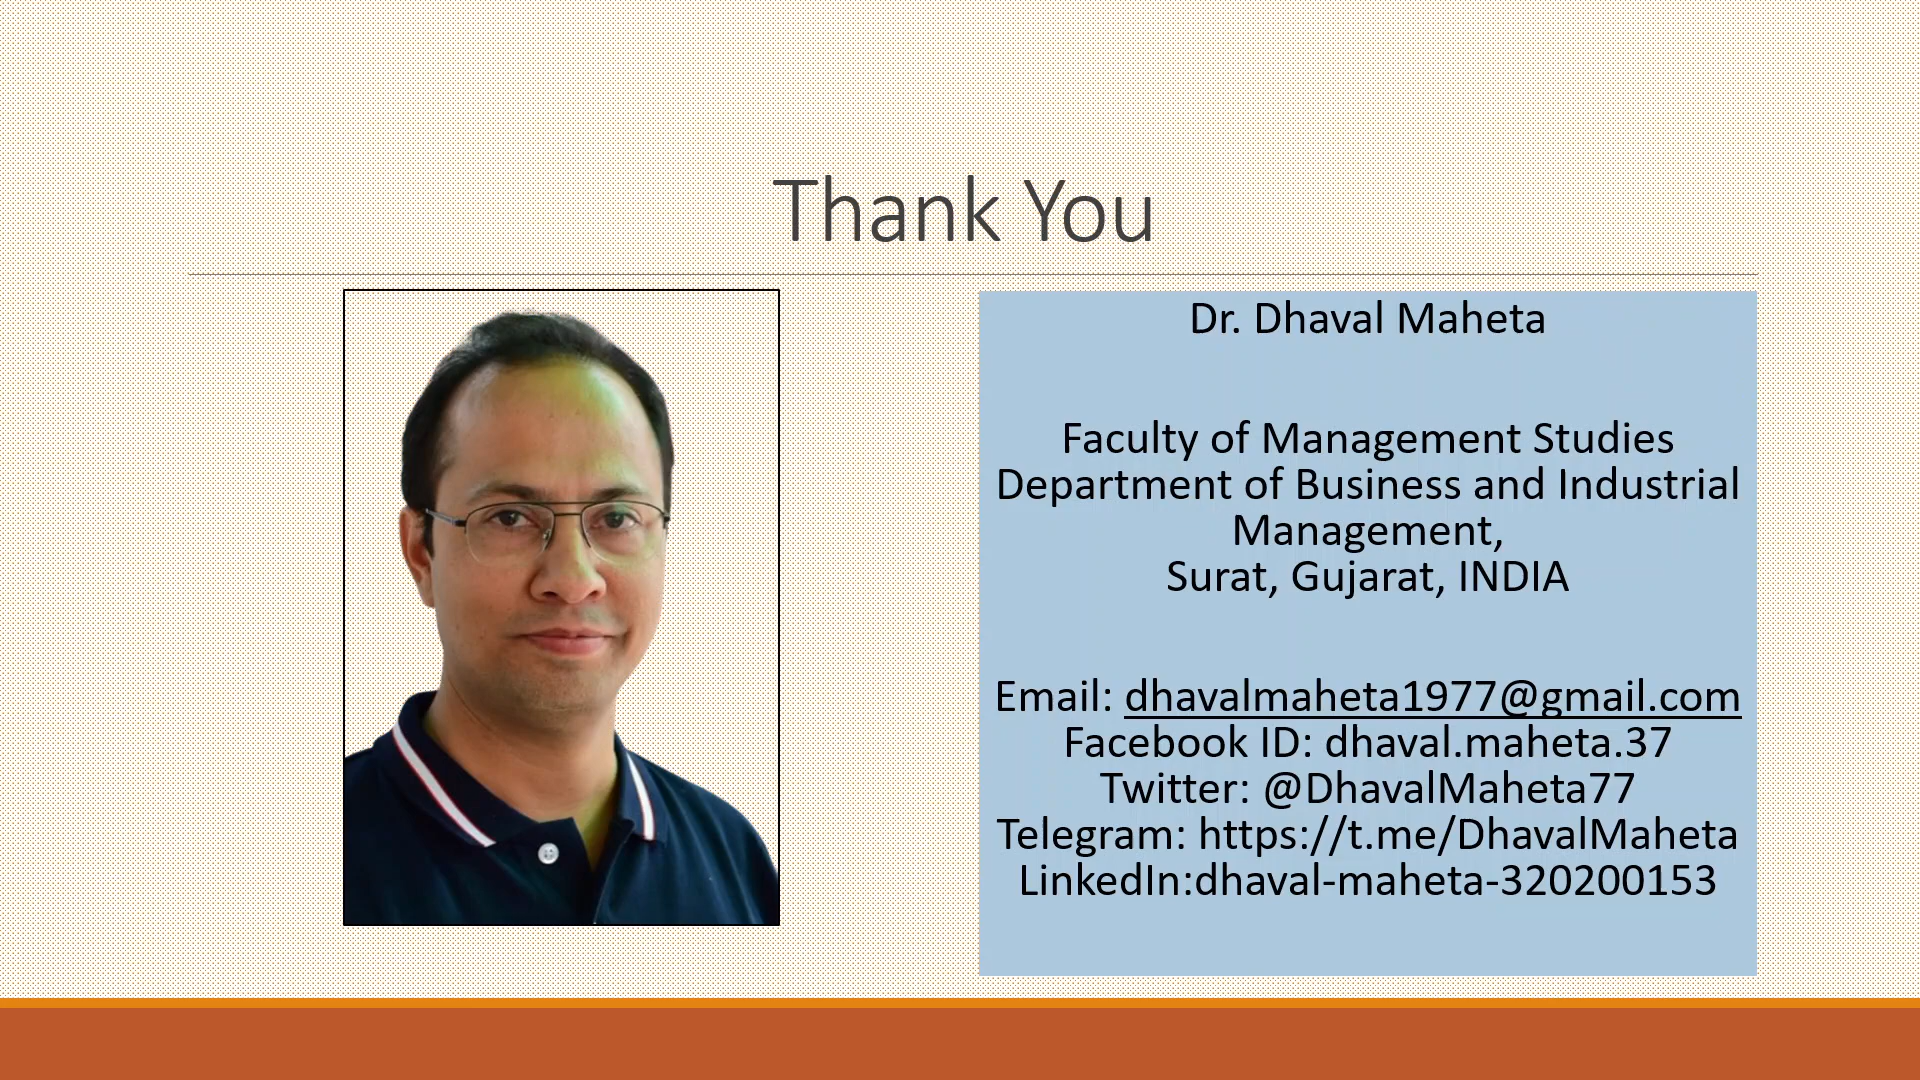 Thank You
Dr. Dhaval Maheta
Faculty of Management Studies
Department of Business and Industrial
Management,
Surat, Gujarat, INDIA
Email: dhavalmaheta1977@gmail.com
Facebook ID: dhaval.maheta.37
Twitter: @DhavalMaheta77
Telegram: https://t.me/DhavalMaheta
LinkedIn:dhaval-maheta-320200153